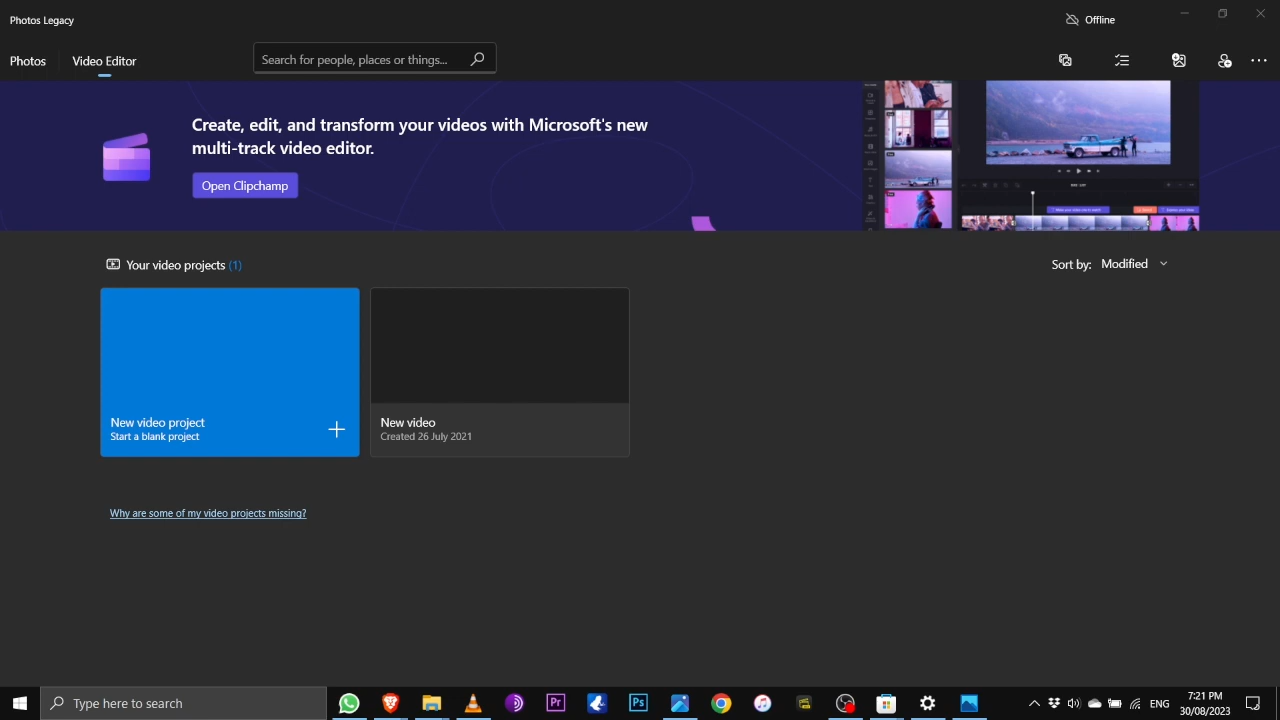 Photos Legacy
Offline
Photos
Video Editor
Search for people, places or things...
Create, edit, and transform your videos with Microsoft's new
multi-track video editor.
Open Clipchamp
Your video projects (1)
Sort by: Modified
New video project
Start a blank project
New video
Created 26 July 2021
Why are some of my video projects missing?
Type here to search
Pr
Ps
ENG
7:21 PM
30/08/2023